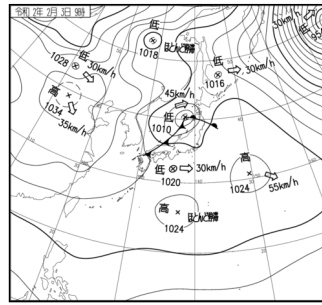 令和 2年 2月 3日 9時
低
1018
ほとんど停滞
低
1028
30km/h
高
1034
35km/h
低
30km/h
1016
30km/h
45km/h
低
1010
低
30km/h
1020
高
1024
ほとんど停滞
1024
55km/h